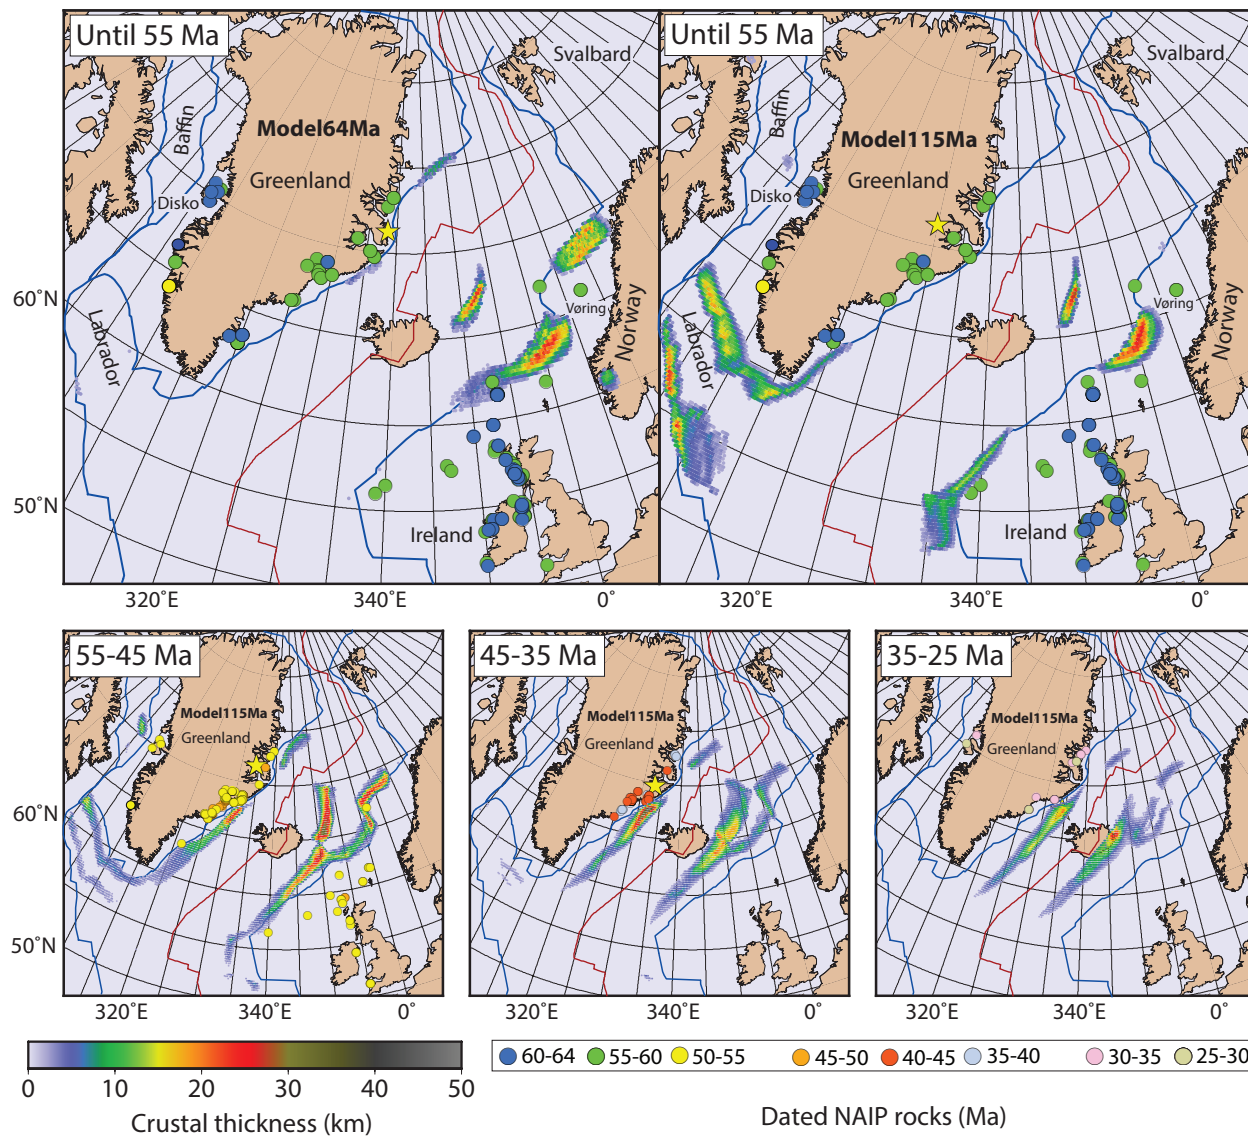 Until 55 Ma
Svalbard
Baffin
Model64Ma
Greenland
Disko
Vøring
Norway
Labrador
Ireland
60°N
50°N
320°E
340°E
0°
Until 55 Ma
Svalbard
Baffin
Model115Ma
Greenland
Disko
Vøring
Norway
Labrador
Ireland
320°E
340°E
0°
55-45 Ma
Model115Ma
Greenland
60°N
50°N
320°E
340°E
0°
45-35 Ma
Model115Ma
Greenland
320°E
340°E
0°
35-25 Ma
Model115Ma
Greenland
320°E
340°E
0°
0 10 20 30 40 50
Crustal thickness (km)
60-64 55-60 50-55 45-50 40-45 35-40 30-35 25-30
Dated NAIP rocks (Ma)